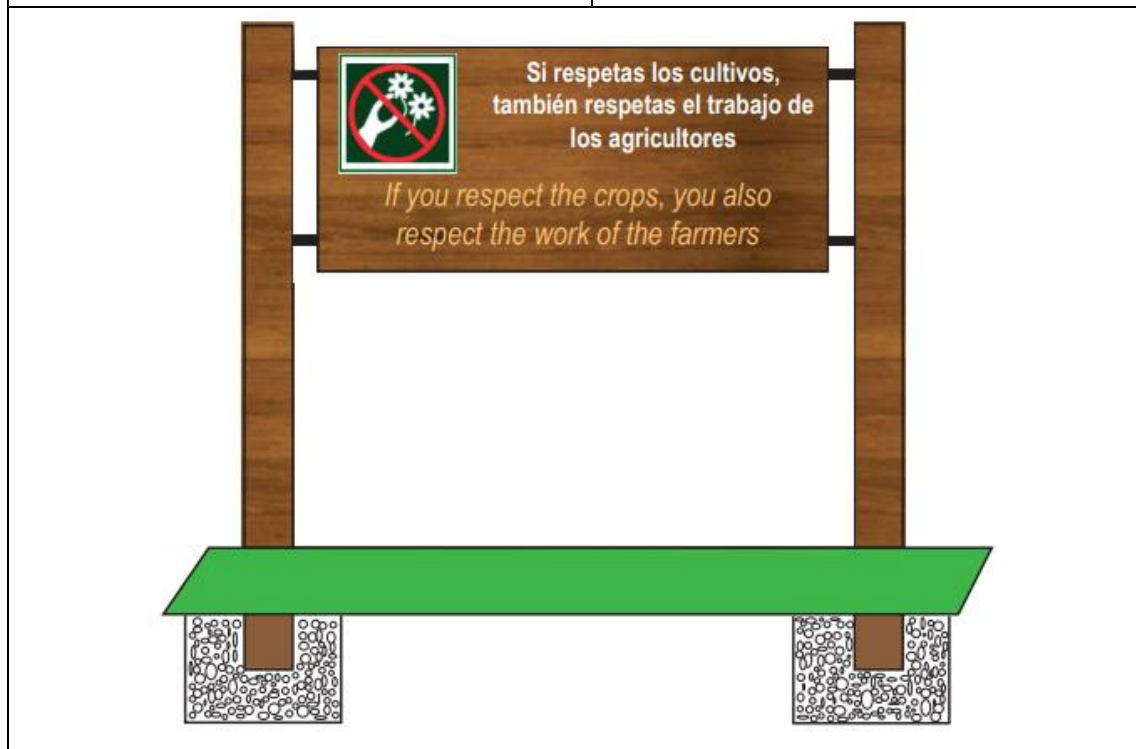 Si respetas los cultivos,
también respetas el trabajo de
los agricultores
If you respect the crops, you also
respect the work of the farmers